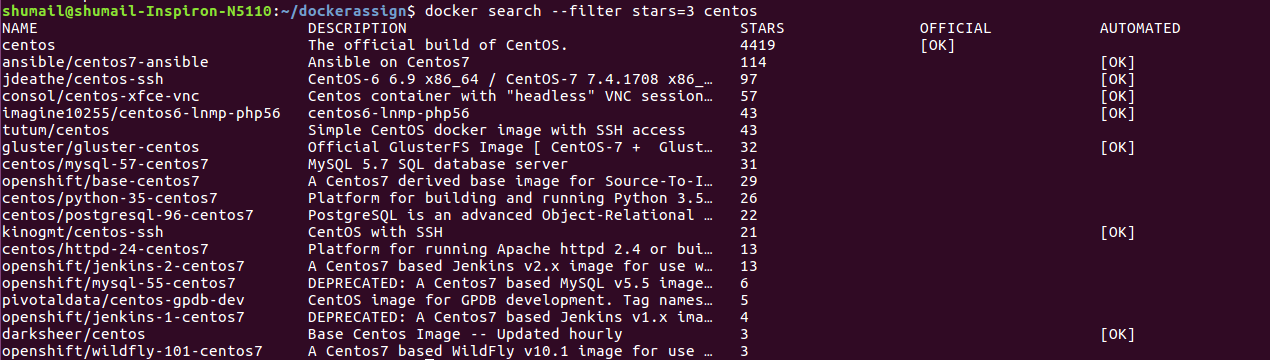 shumail@shumail-Inspiron-N5110:~/dockerassign$ docker search --filter stars=3 centos
NAME DESCRIPTION STARS OFFICIAL AUTOMATED
centos The official build of CentOS. 4419 [OK]
ansible/centos7-ansible Ansible on Centos7 114 [OK]
jdeathe/centos-ssh CentOS-6 6.9 x86_64 / CentOS-7 7.4.1708 x86_… 97 [OK]
consol/centos-xfce-vnc Centos container with "headless" VNC session… 57 [OK]
imagine10255/centos6-lnmp-php56 centos6-lnmp-php56 43 [OK]
tutum/centos Simple CentOS docker image with SSH access 43
gluster/gluster-centos Official GlusterFS Image [ CentOS-7 + Glust… 32 [OK]
centos/mysql-57-centos7 MySQL 5.7 SQL database server 31
openshift/base-centos7 A Centos7 derived base image for Source-To-I… 29
centos/python-35-centos7 Platform for building and running Python 3.5… 26
centos/postgresql-96-centos7 PostgreSQL is an advanced Object-Relational … 22
kinogmt/centos-ssh CentOS with SSH 21 [OK]
centos/httpd-24-centos7 Platform for running Apache httpd 2.4 or bui… 13
openshift/jenkins-2-centos7 A Centos7 based Jenkins v2.x image for use w… 13
openshift/mysql-55-centos7 DEPRECATED: A Centos7 based MySQL v5.5 image… 6
pivotaldata/centos-gpdb-dev CentOS image for GPDB development. Tag names… 5
openshift/jenkins-1-centos7 DEPRECATED: A Centos7 based Jenkins v1.x ima… 4
darksheer/centos Base Centos Image -- Updated hourly 3 [OK]
openshift/wildfly-101-centos7 A Centos7 based WildFly v10.1 image for use … 3